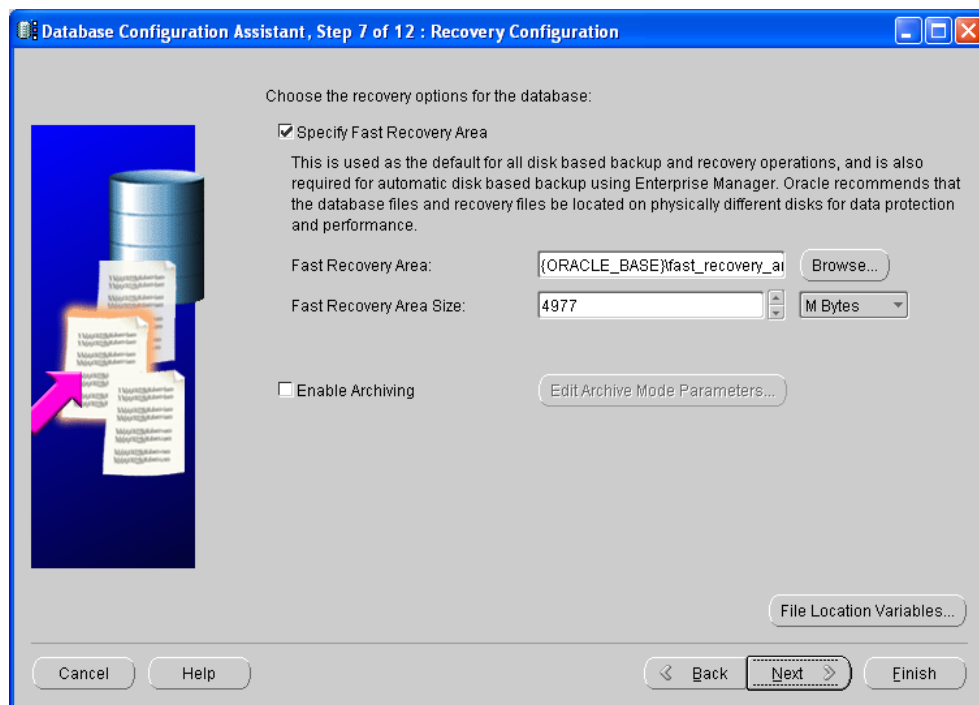 Database Configuration Assistant, Step 7 of 12 : Recovery Configuration
Choose the recovery options for the database:
Specify Fast Recovery Area
This is used as the default for all disk based backup and recovery operations, and is also
required for automatic disk based backup using Enterprise Manager. Oracle recommends that
the database files and recovery files be located on physically different disks for data protection
and performance.
Fast Recovery Area: {ORACLE_BASE}\fast_recovery_ar Browse...
Fast Recovery Area Size: 4977 M Bytes
Enable Archiving Edit Archive Mode Parameters...
File Location Variables...
Cancel Help Back Next Finish